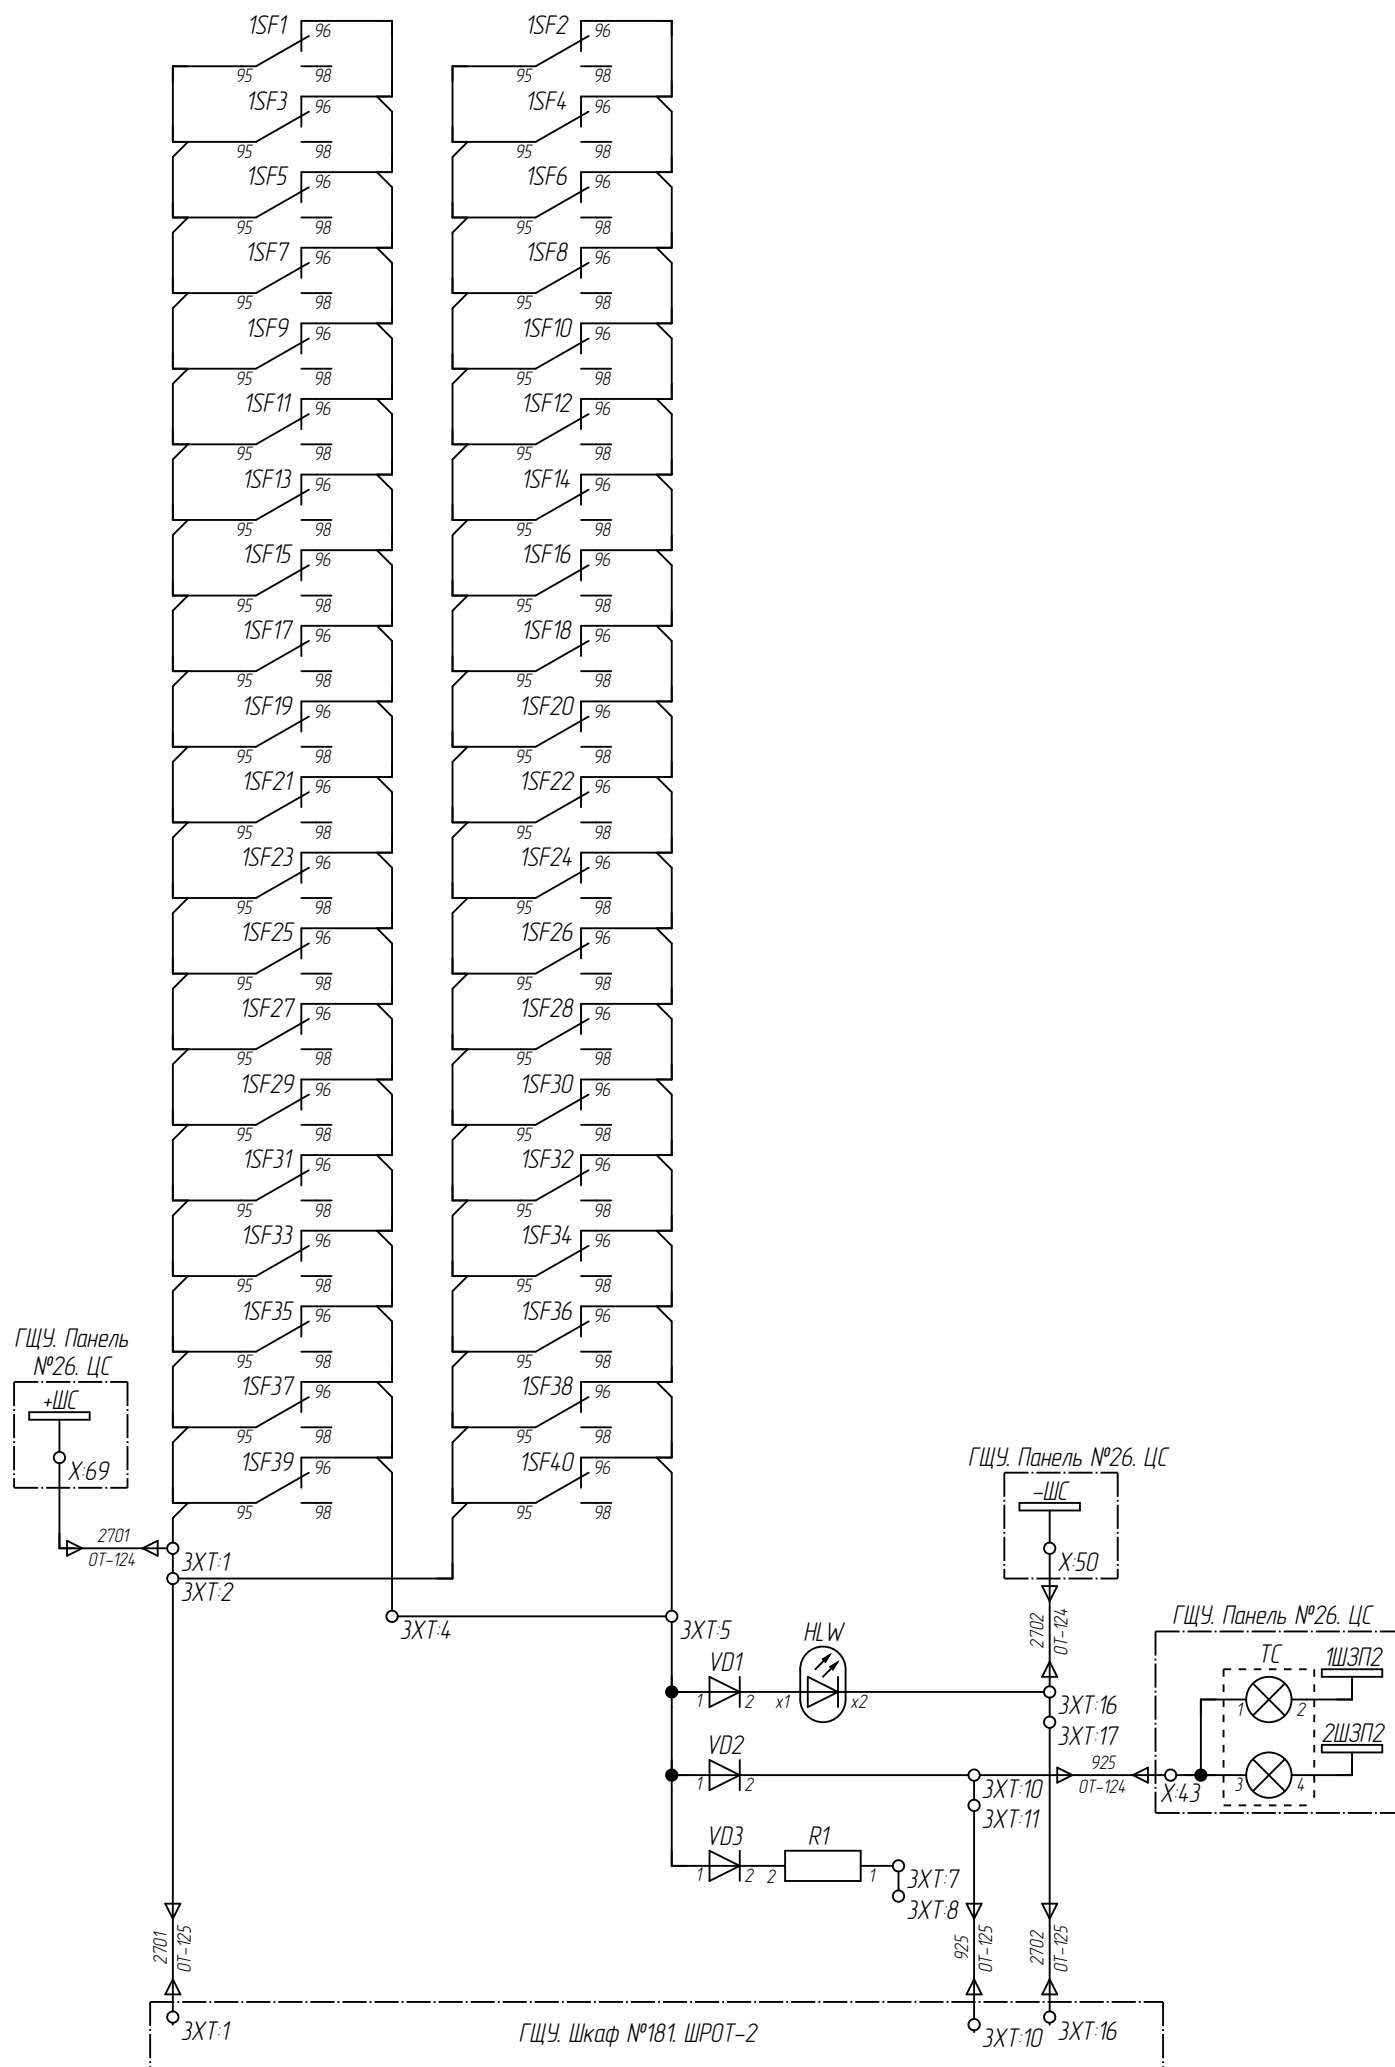 1SF1 96 1SF2 96
95 98 95 98
1SF3 96 1SF4 96
95 98 95 98
1SF5 96 1SF6 96
95 98 95 98
1SF7 96 1SF8 96
95 98 95 98
1SF9 96 1SF10 96
95 98 95 98
1SF11 96 1SF12 96
95 98 95 98
1SF13 96 1SF14 96
95 98 95 98
1SF15 96 1SF16 96
95 98 95 98
1SF17 96 1SF18 96
95 98 95 98
1SF19 96 1SF20 96
95 98 95 98
1SF21 96 1SF22 96
95 98 95 98
1SF23 96 1SF24 96
95 98 95 98
1SF25 96 1SF26 96
95 98 95 98
1SF27 96 1SF28 96
95 98 95 98
1SF29 96 1SF30 96
95 98 95 98
1SF31 96 1SF32 96
95 98 95 98
1SF33 96 1SF34 96
95 98 95 98
1SF35 96 1SF36 96
95 98 95 98
1SF37 96 1SF38 96
95 98 95 98
1SF39 96 1SF40 96
95 98 95 98
ГЩУ. Панель
№26. ЦС
+ШС
X:69
2701
ОТ-124
3XT:1
3XT:2
3XT:4
3XT:5
ГЩУ. Панель №26. ЦС
-ШС
X:50
2702
ОТ-124
VD1
1 2
HLW
x1 x2
3XT:16
3XT:17
VD2
1 2
3XT:10
3XT:11
925
ОТ-124
ГЩУ. Панель №26. ЦС
X:43
ТС
1 2
1ШЗП2
3 4
2ШЗП2
VD3
1 2
R1
2 1
3XT:7
3XT:8
2701
ОТ-125
925
ОТ-125
2702
ОТ-125
3XT:1
ГЩУ. Шкаф №181. ШРОТ-2
3XT:10
3XT:16